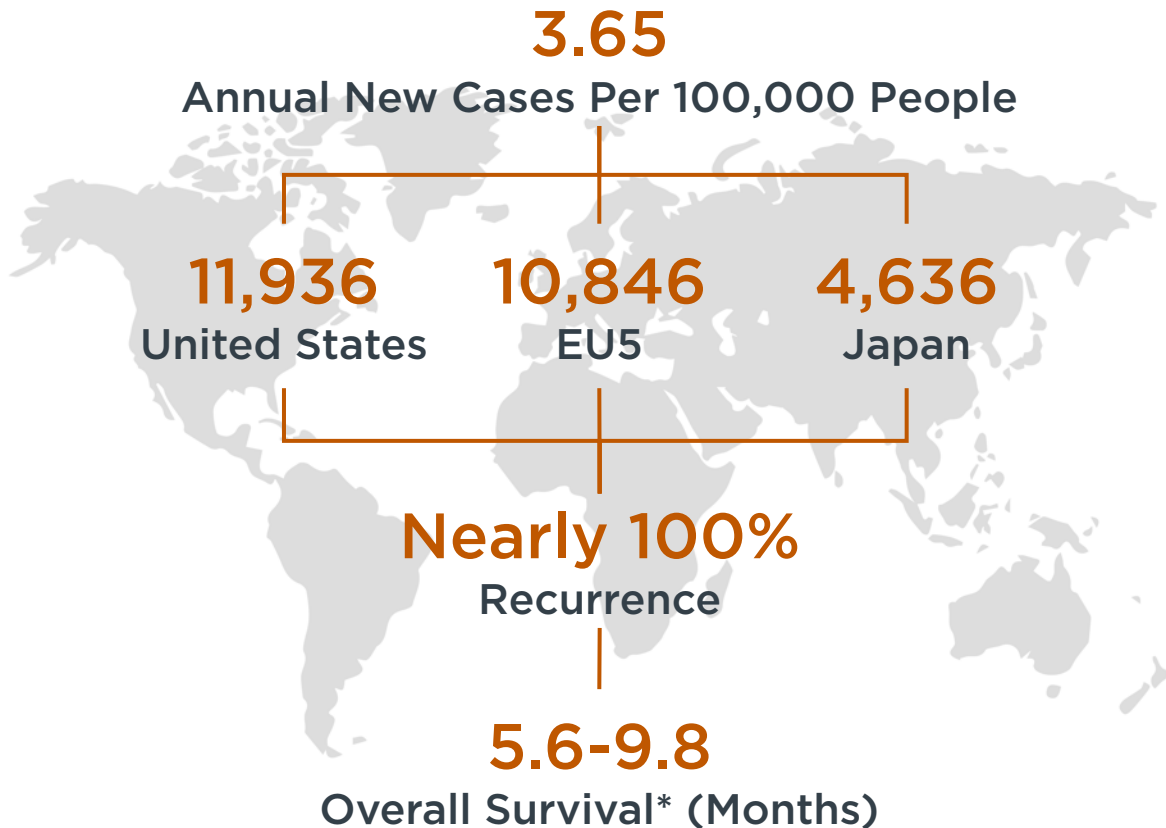 3.65
Annual New Cases Per 100,000 People
11,936
United States
10,846
EU5
4,636
Japan
Nearly 100%
Recurrence
5.6-9.8
Overall Survival* (Months)